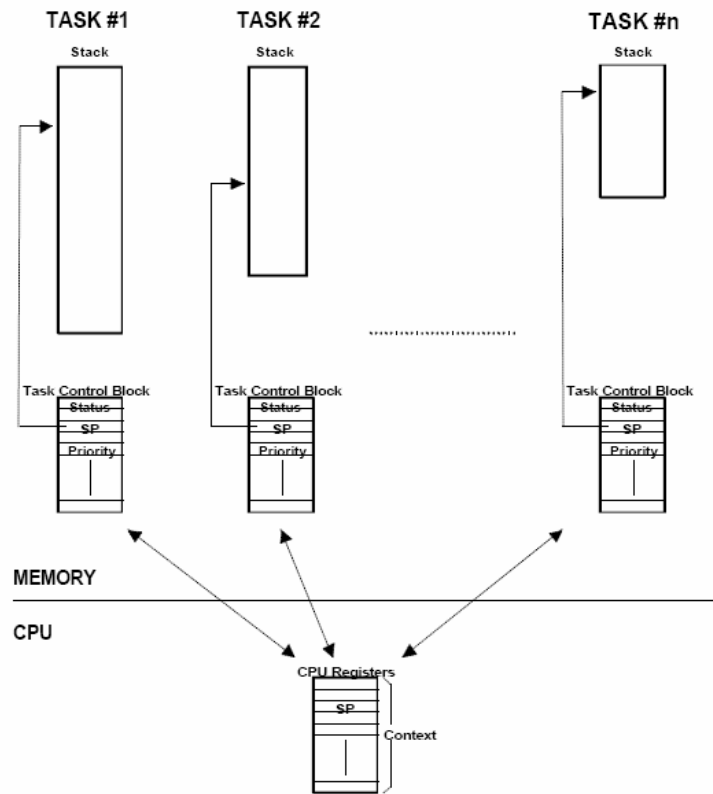 TASK #1
TASK #2
TASK #n
Stack
Stack
Stack
Task Control Block
Task Control Block
Task Control Block
Status
Status
Status
SP
SP
SP
Priority
Priority
Priority
MEMORY
CPU
CPU Registers
SP
Context